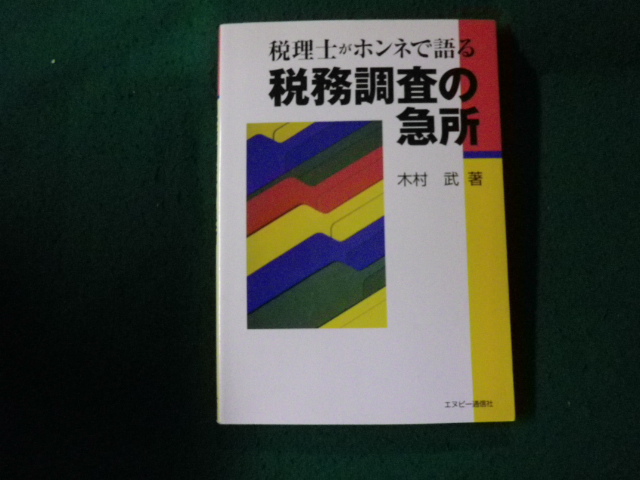 税理士がホンネで語る
税務調査の
急所
木村 武 著
エヌピー通信社